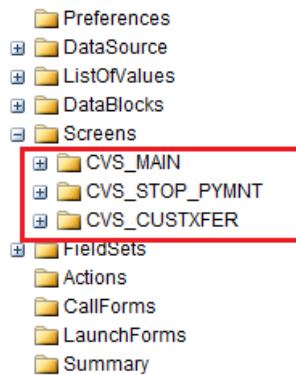 Preferences
DataSource
ListOfValues
DataBlocks
Screens
CVS_MAIN
CVS_STOP_PYMNT
CVS_CUSTXFER
FieldSets
Actions
CallForms
LaunchForms
Summary